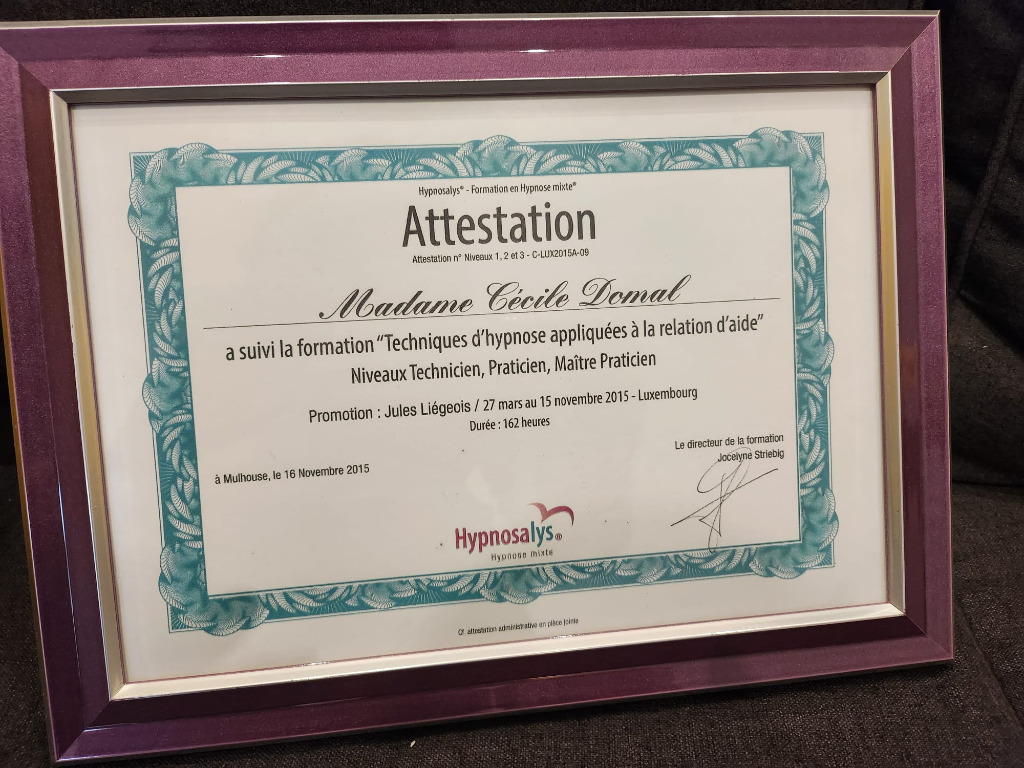 Hypnosalys® - Formation en Hypnose mixte®
Attestation
Attestation n° Niveaux 1, 2 et 3 - C-LUX2015A-09
Madame Cécile Domal
a suivi la formation "Techniques d'hypnose appliquées à la relation d'aide"
Niveaux Technicien, Praticien, Maître Praticien
Promotion : Jules Liégeois / 27 mars au 15 novembre 2015 - Luxembourg
Durée : 162 heures
Le directeur de la formation
Jocelyne Striebig
à Mulhouse, le 16 Novembre 2015
Hypnosalys®
Hypnose mixte
Cf. attestation administrative en pièce jointe